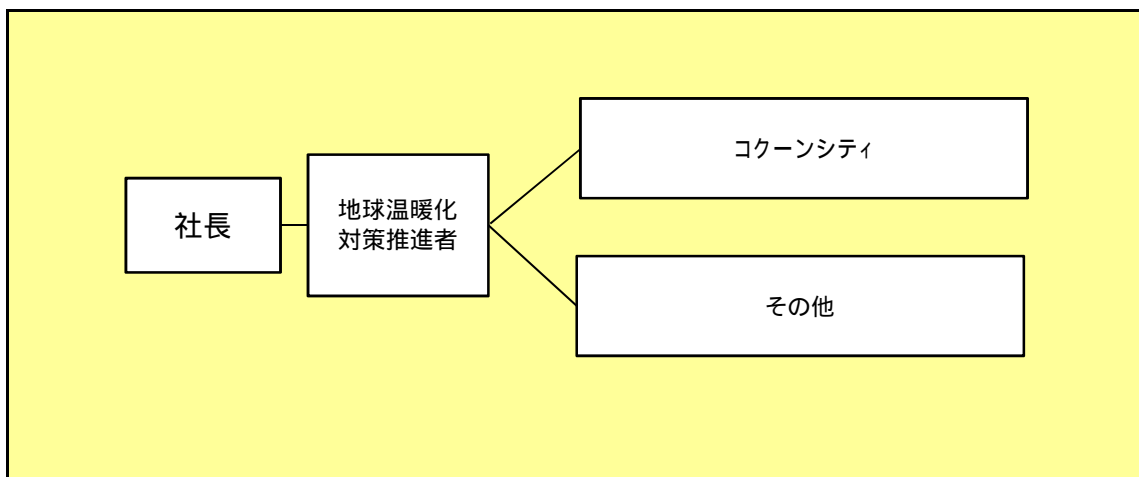 社長
地球温暖化
対策推進者
コクーンシティ
その他